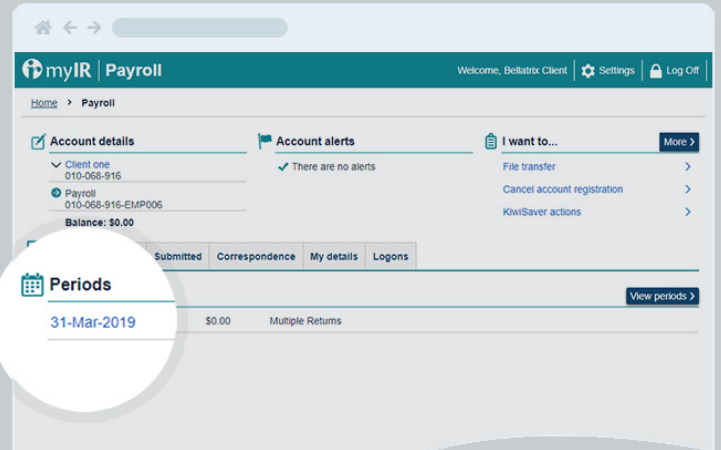 myIR | Payroll
Welcome, Bellatrix Client | Settings | Log Off
Home > Payroll
Account details
Client one
010-068-916
Payroll
010-068-916-EMP006
Balance: $0.00
Account alerts
There are no alerts
I want to...
More >
File transfer >
Cancel account registration >
KiwiSaver actions >
Submitted Correspondence My details Logons
Periods
View periods >
31-Mar-2019 $0.00 Multiple Returns